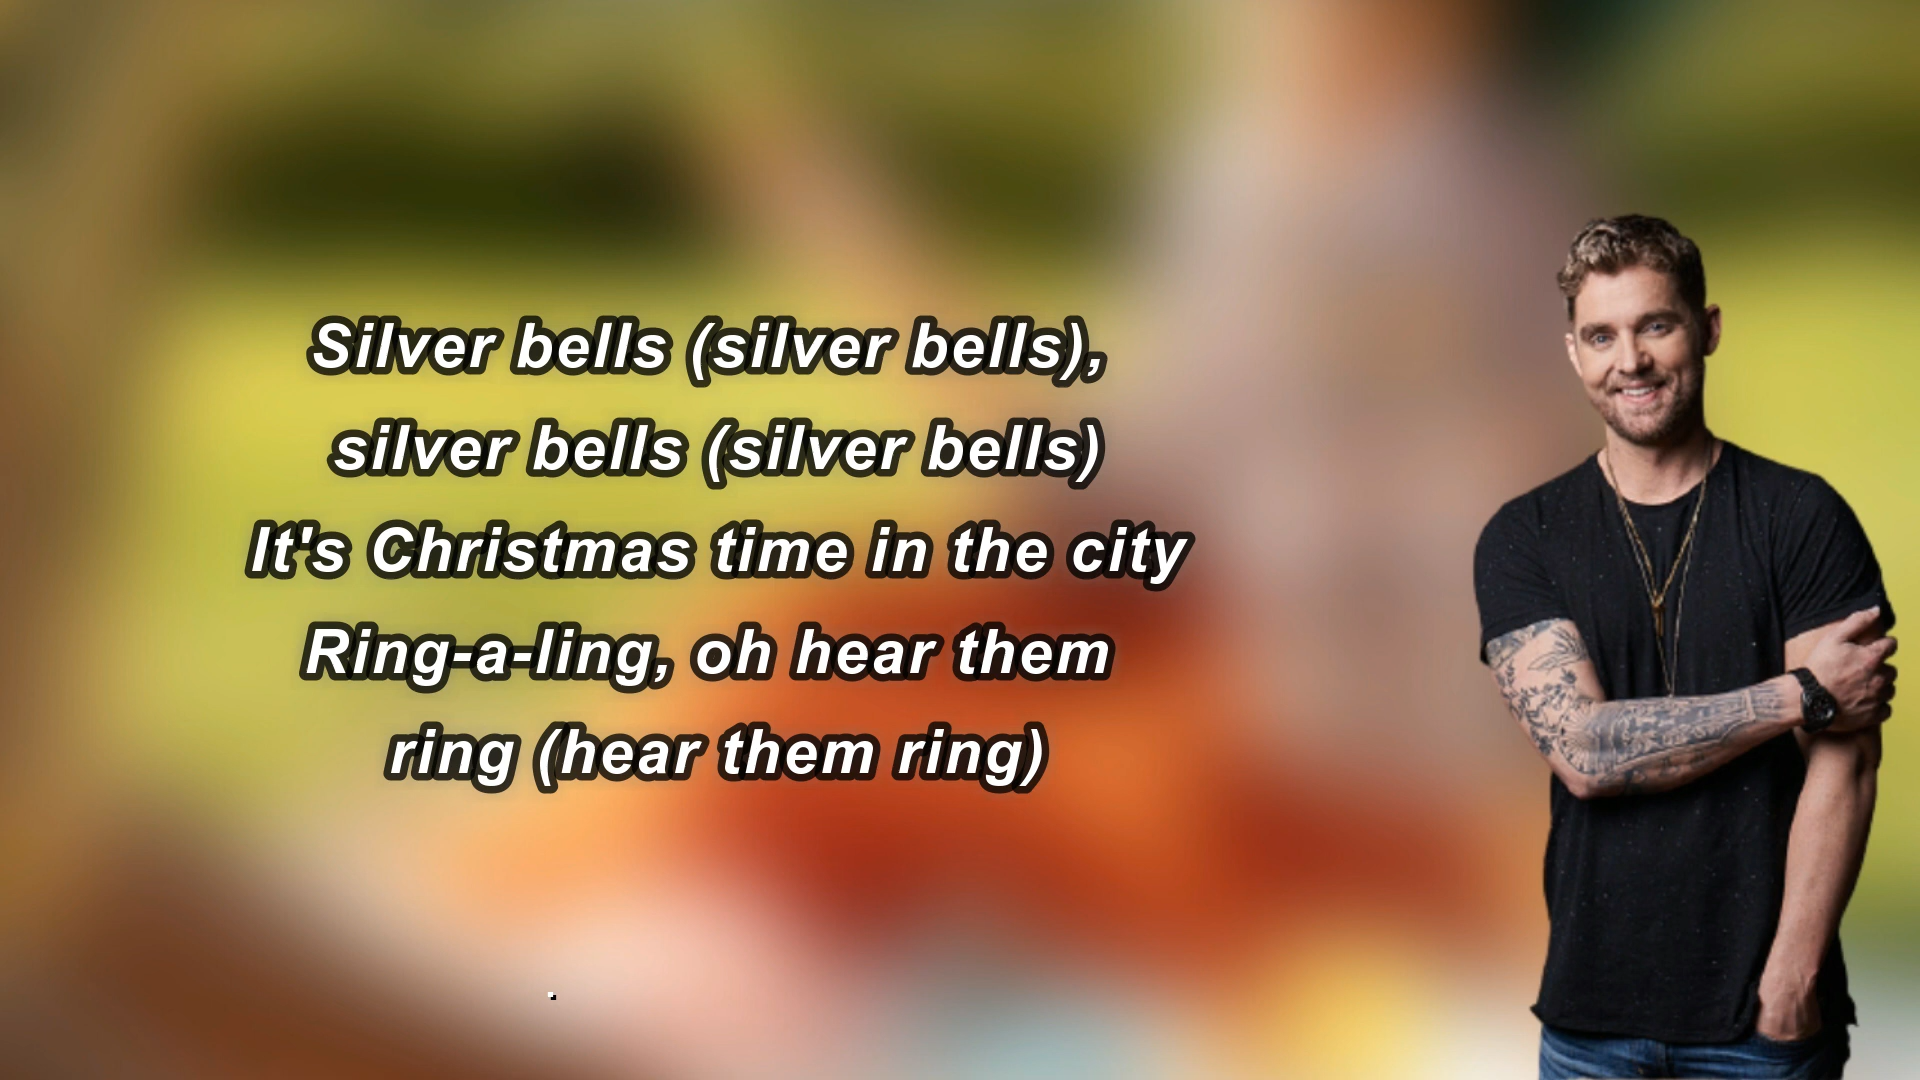 Silver bells (silver bells),
silver bells (silver bells)
It's Christmas time in the city
Ring-a-ling, oh hear them
ring (hear them ring)